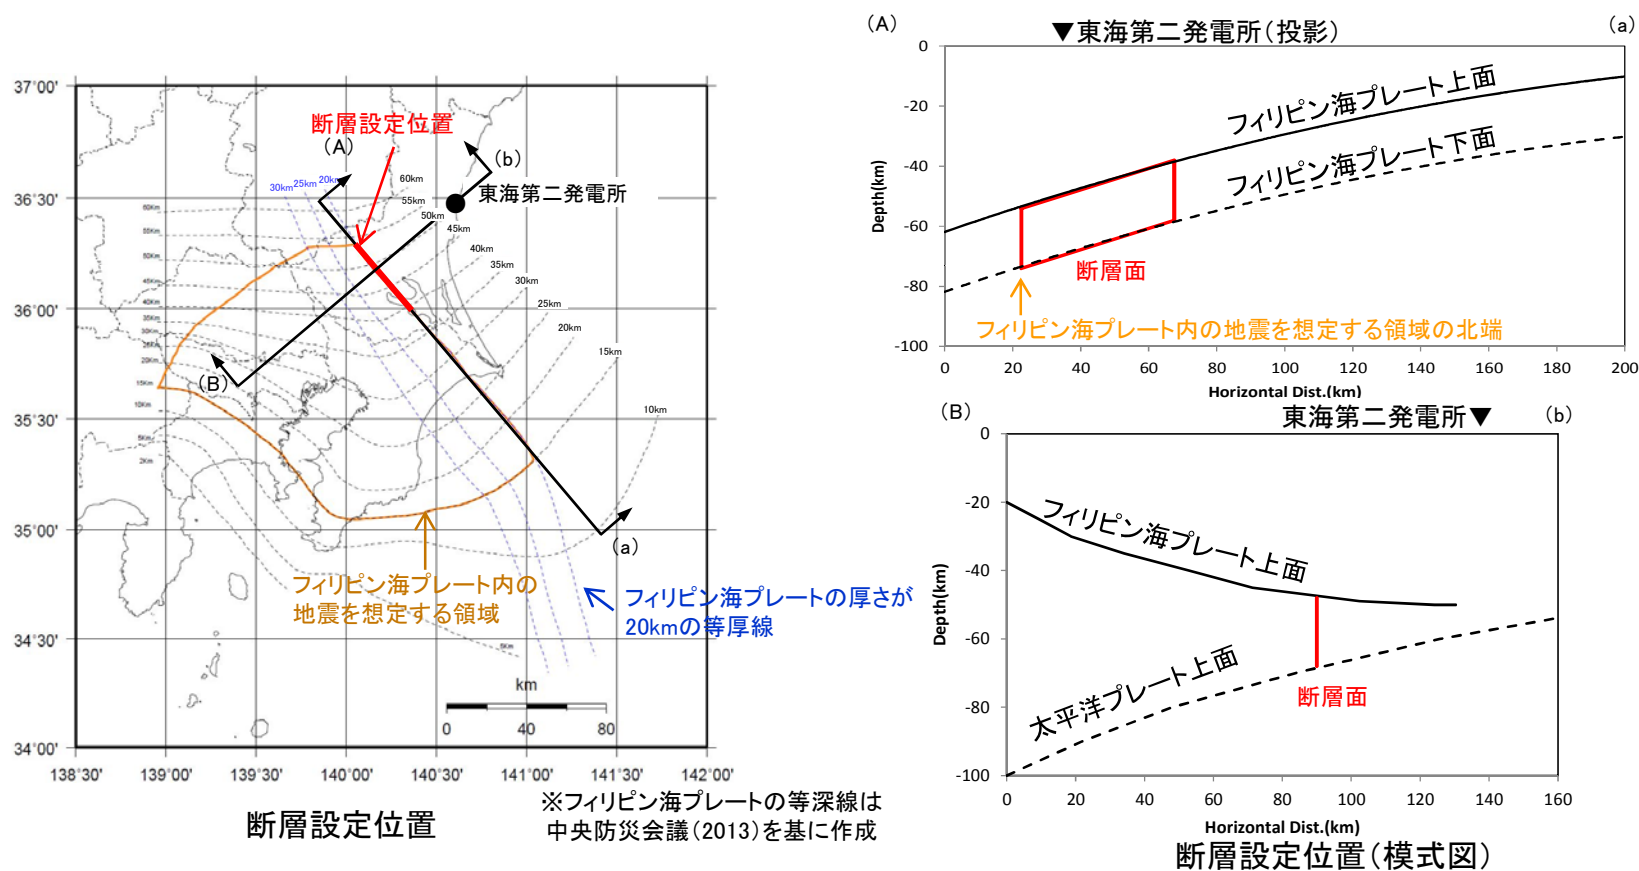 37°00'
36°30'
36°00'
35°30'
35°00'
34°30'
34°00'
138°30'
139°00'
139°30'
140°00'
140°30'
141°00'
141°30'
142°00'
断層設定位置
(A)
(b)
東海第二発電所
30km
25km
20km
60km
55km
50km
45km
40km
35km
30km
25km
20km
15km
10km
60Km
55Km
50Km
45Km
40Km
35Km
30Km
25Km
20Km
15Km
10Km
5Km
2Km
(B)
(a)
フィリピン海プレート内の
地震を想定する領域
フィリピン海プレートの厚さが
20kmの等厚線
km
0
40
80
断層設定位置
※フィリピン海プレートの等深線は
中央防災会議(2013)を基に作成
(A)
▼東海第二発電所(投影)
(a)
0
-20
-40
-60
-80
-100
Depth(km)
フィリピン海プレート上面
フィリピン海プレート下面
断層面
フィリピン海プレート内の地震を想定する領域の北端
0
20
40
60
80
100
120
140
160
180
200
Horizontal Dist.(km)
(B)
東海第二発電所▼
(b)
0
-20
-40
-60
-80
-100
Depth(km)
フィリピン海プレート上面
太平洋プレート上面
断層面
0
20
40
60
80
100
120
140
160
Horizontal Dist.(km)
断層設定位置(模式図)